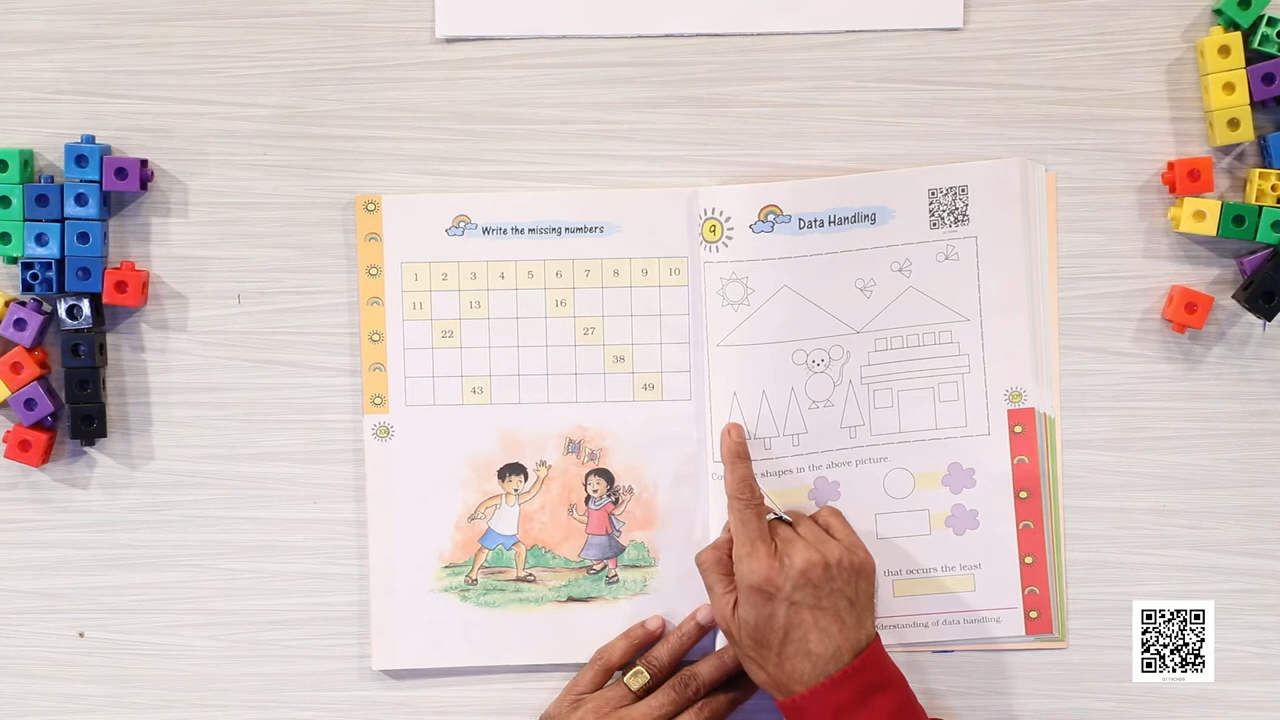 Write the missing numbers
1 2 3 4 5 6 7 8 9 10
11 13 16
22 27
38
43 49
9
Data Handling
shapes in the above picture.
that occurs the least
understanding of data handling.